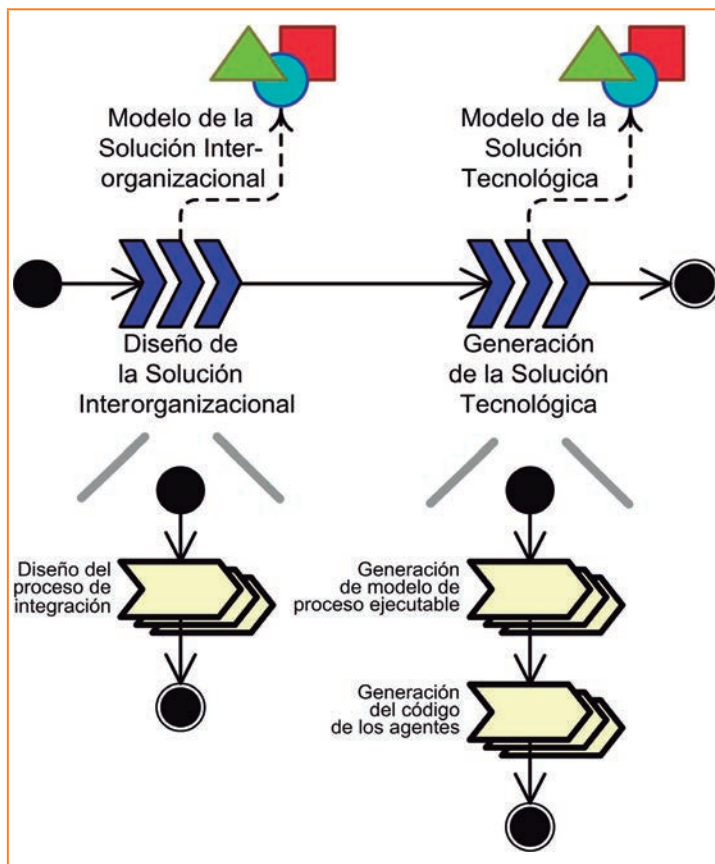 Modelo de la
Solución Inter-
organizacional
Modelo de la
Solución
Tecnológica
Diseño de
la Solución
Interorganizacional
Generación
de la Solución
Tecnológica
Diseño del
proceso de
integración
Generación
de modelo de
proceso ejecutable
Generación
del código
de los agentes